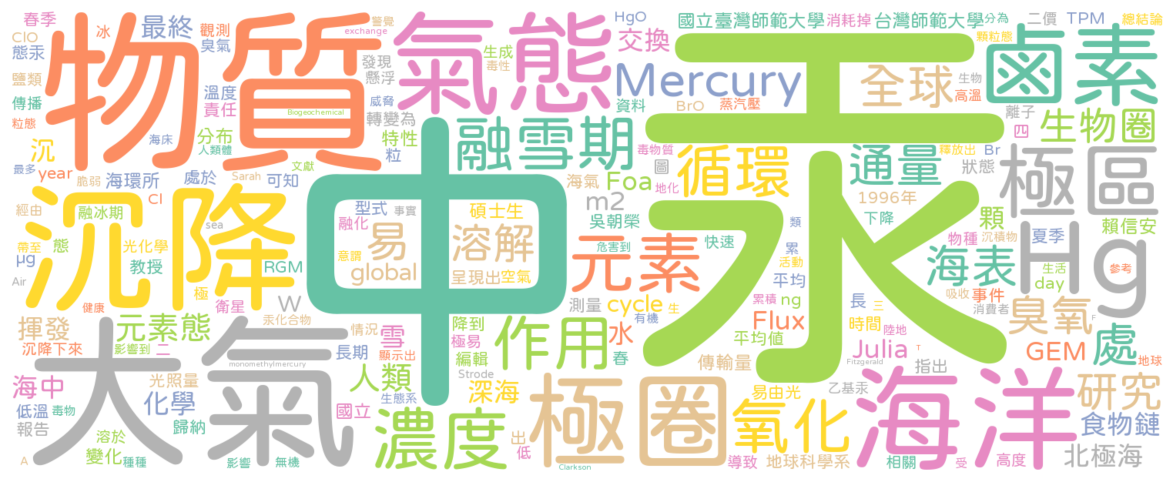 春季
ClO
態汞
鹽類
傳播
粒態
冰
最終
物質
觀測
臭氧
溫度
責任
分布
人類體
Biogeochemical
豐覺
exchange
發現
懸浮
威脅
轉變為
特性
粒
文獻
氣態
生成
毒性
HgO
交換
資料
Mercury
國立臺灣師範大學
消耗掉
台灣師範大學
分為
二價
TPM
總結論
顆粒態
鹵素
全球
生物
高溫
BrO
蒸汽壓
離子
四
生物圈
汞
中
融雪期
毒物質
圖
循環
通量
釋放出
Br
狀態
極區
沉
year
海床
最多
脆弱
海環所
處於
Sarah
可知
Cl
經由
融冰期
sea
帶至
態
光化學
μg
教授
RGM
Air
極
健康
衛星
沉降
型式
事實
融化
碩士生
意謂
易
溶解
global
呈現出
空氣
海氣
Foa
地化
m2
吳朝榮
元素
危害到
快速
類
累
活動
平均
1996年
下降
顆
物種
沉積物
夏季
賴信安
海表
Hg
生活
day
參考
測量
cycle
生
累積
ng
有機
水
Flux
平均值
長
時間
三
陸地
吸收
事件
消費者
臭氧
F
GEM
處
地球
揮發
元素態
W
汞化合物
沉降下來
影響到
二
情況
雪
顯示出
長期
monomethylmercury
降到
極易
編輯
作用
春
Strode
傳輸量
Julia
T
Fitzgerald
指出
海中
大氣
光照量
低溫
毒物
化學
報告
歸納
溶於
變化
種種
A
影響
無機
人類
生態系
國立
深海
濃度
出
低
極圈
Clarkson
易由光
乙基汞
氧化
導致
地球科學系
海洋
相關
受
高度
研究
食物鏈
北極海